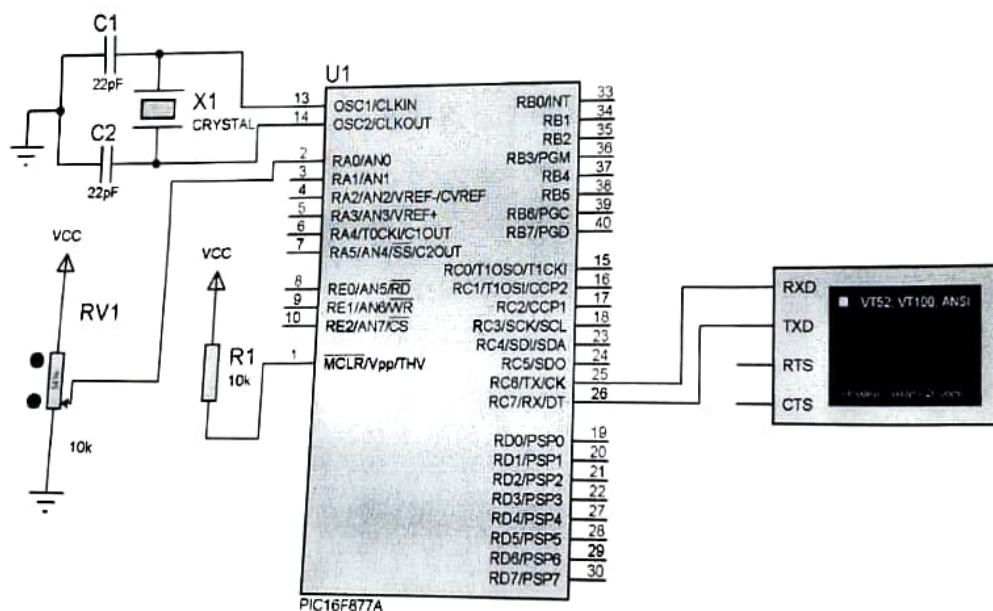 C1
22pF
X1
CRYSTAL
C2
22pF
U1
13
14
2
3
4
5
6
7
8
9
10
1
OSC1/CLKIN
OSC2/CLKOUT
RA0/AN0
RA1/AN1
RA2/AN2/VREF-/CVREF
RA3/AN3/VREF+
RA4/T0CKI/C1OUT
RA5/AN4/SS/C2OUT
RE0/AN5/RD
RE1/AN6/WR
RE2/AN7/CS
MCLR/Vpp/THV
RB0/INT
RB1
RB2
RB3/PGM
RB4
RB5
RB6/PGC
RB7/PGD
RC0/T1OSO/T1CKI
RC1/T1OSI/CCP2
RC2/CCP1
RC3/SCK/SCL
RC4/SDI/SDA
RC5/SDO
RC6/TX/CK
RC7/RX/DT
RD0/PSP0
RD1/PSP1
RD2/PSP2
RD3/PSP3
RD4/PSP4
RD5/PSP5
RD6/PSP6
RD7/PSP7
33
34
35
36
37
38
39
40
15
16
17
18
23
24
25
26
19
20
21
22
27
28
29
30
PIC16F877A
VCC
RV1
10k
VCC
R1
10k
RXD
TXD
RTS
CTS
VT52, VT100, ANSI